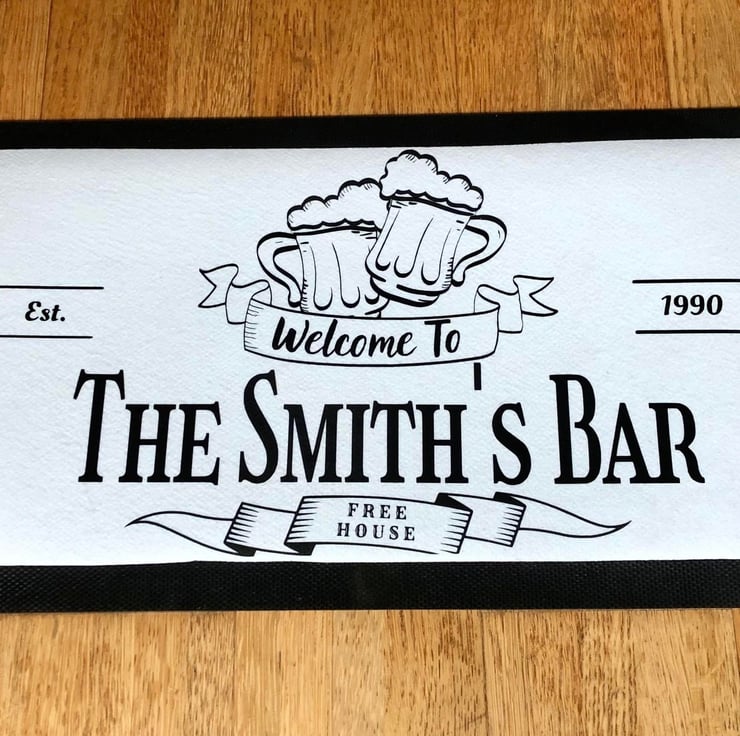 Welcome To
Est.
1990
THE SMITH'S BAR
FREE
HOUSE